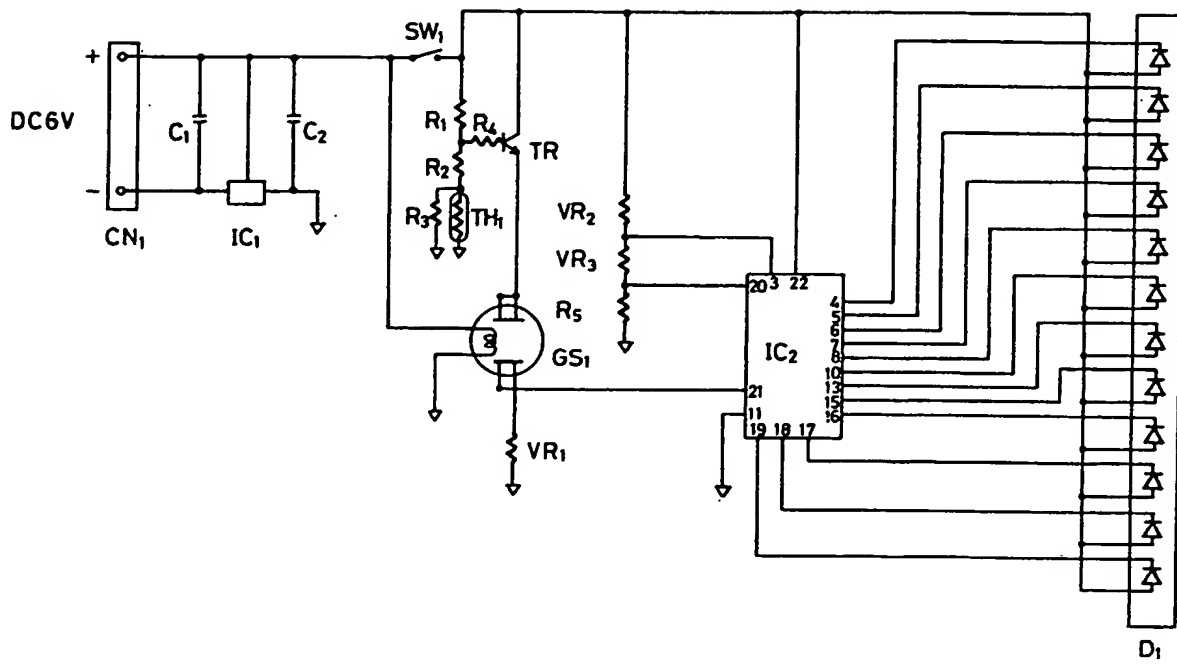 SW₁
+
DC6V
C₁
C₂
R₁
R₄
TR
R₂
R₃
TH₁
−
CN₁
IC₁
VR₂
VR₃
R₅
GS₁
VR₁
20
3
22
IC₂
21
11
19
18
17
4
5
6
7
8
10
13
15
16
D₁